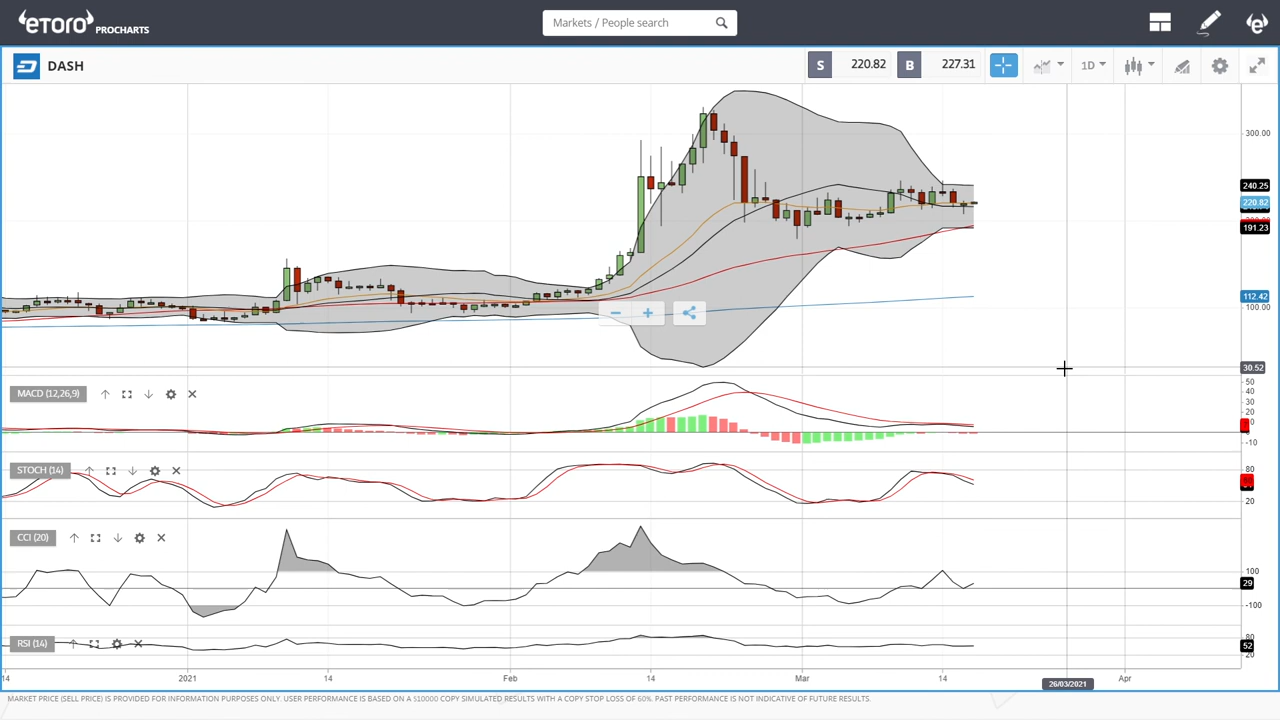 eToro PROCHARTS
Markets / People search
DASH
S 220.82 B 227.31
1D
300.00
240.25
220.82
191.23
112.42
100.00
30.52
MACD (12,26,9)
50
40
30
20
-10
STOCH (14)
80
20
CCI (20)
100
29
-100
RSI (14)
80
52
20
14 2021 14 Feb 14 Mar 14 26/03/2021 Apr
MARKET PRICE (SELL PRICE) IS PROVIDED FOR INFORMATION PURPOSES ONLY. USER PERFORMANCE IS BASED ON A $10000 COPY SIMULATED RESULTS WITH A COPY STOP LOSS OF 60%. PAST PERFORMANCE IS NOT INDICATIVE OF FUTURE RESULTS.